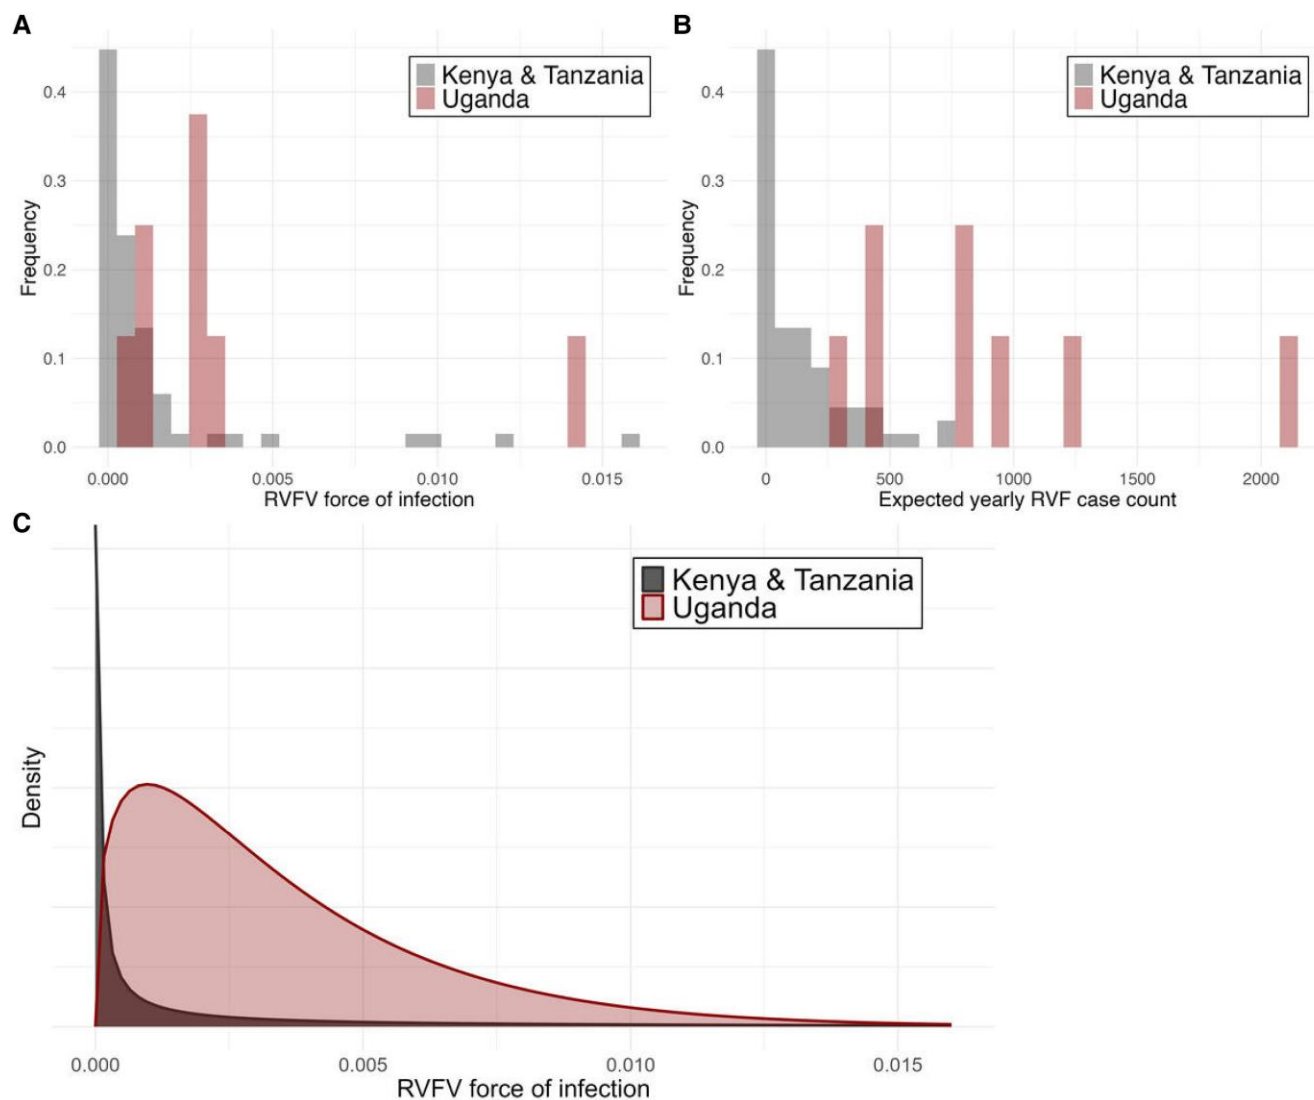 A
Kenya & Tanzania
Uganda
0.4
0.3
0.2
0.1
0.0
Frequency
0.000
0.005
0.010
0.015
RVFV force of infection
B
Kenya & Tanzania
Uganda
0.4
0.3
0.2
0.1
0.0
Frequency
0
500
1000
1500
2000
Expected yearly RVF case count
C
Kenya & Tanzania
Uganda
Density
0.000
0.005
0.010
0.015
RVFV force of infection